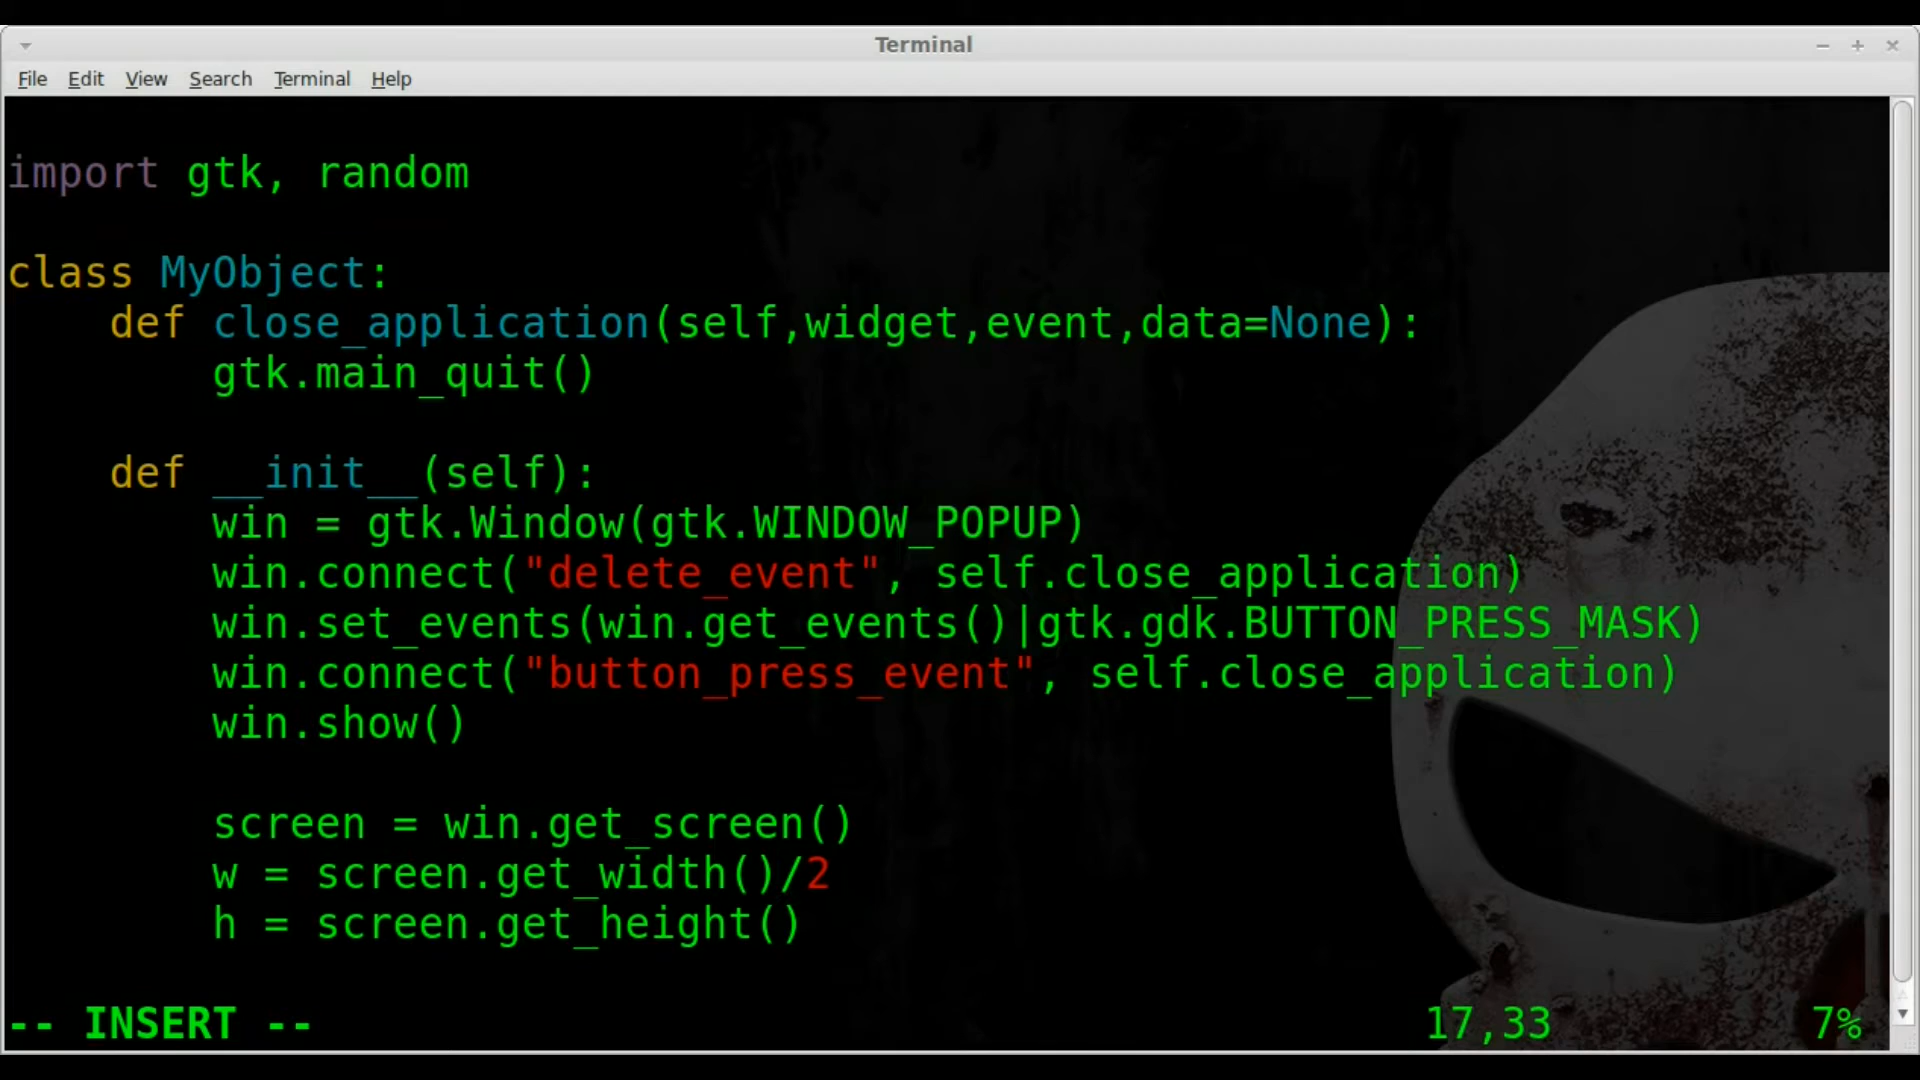 Terminal
File Edit View Search Terminal Help
import gtk, random
class MyObject:
    def close_application(self,widget,event,data=None):
        gtk.main_quit()
    def __init__(self):
        win = gtk.Window(gtk.WINDOW_POPUP)
        win.connect("delete_event", self.close_application)
        win.set_events(win.get_events()|gtk.gdk.BUTTON_PRESS_MASK)
        win.connect("button_press_event", self.close_application)
        win.show()
        screen = win.get_screen()
        w = screen.get_width()/2
        h = screen.get_height()
-- INSERT -- 17,33 7%